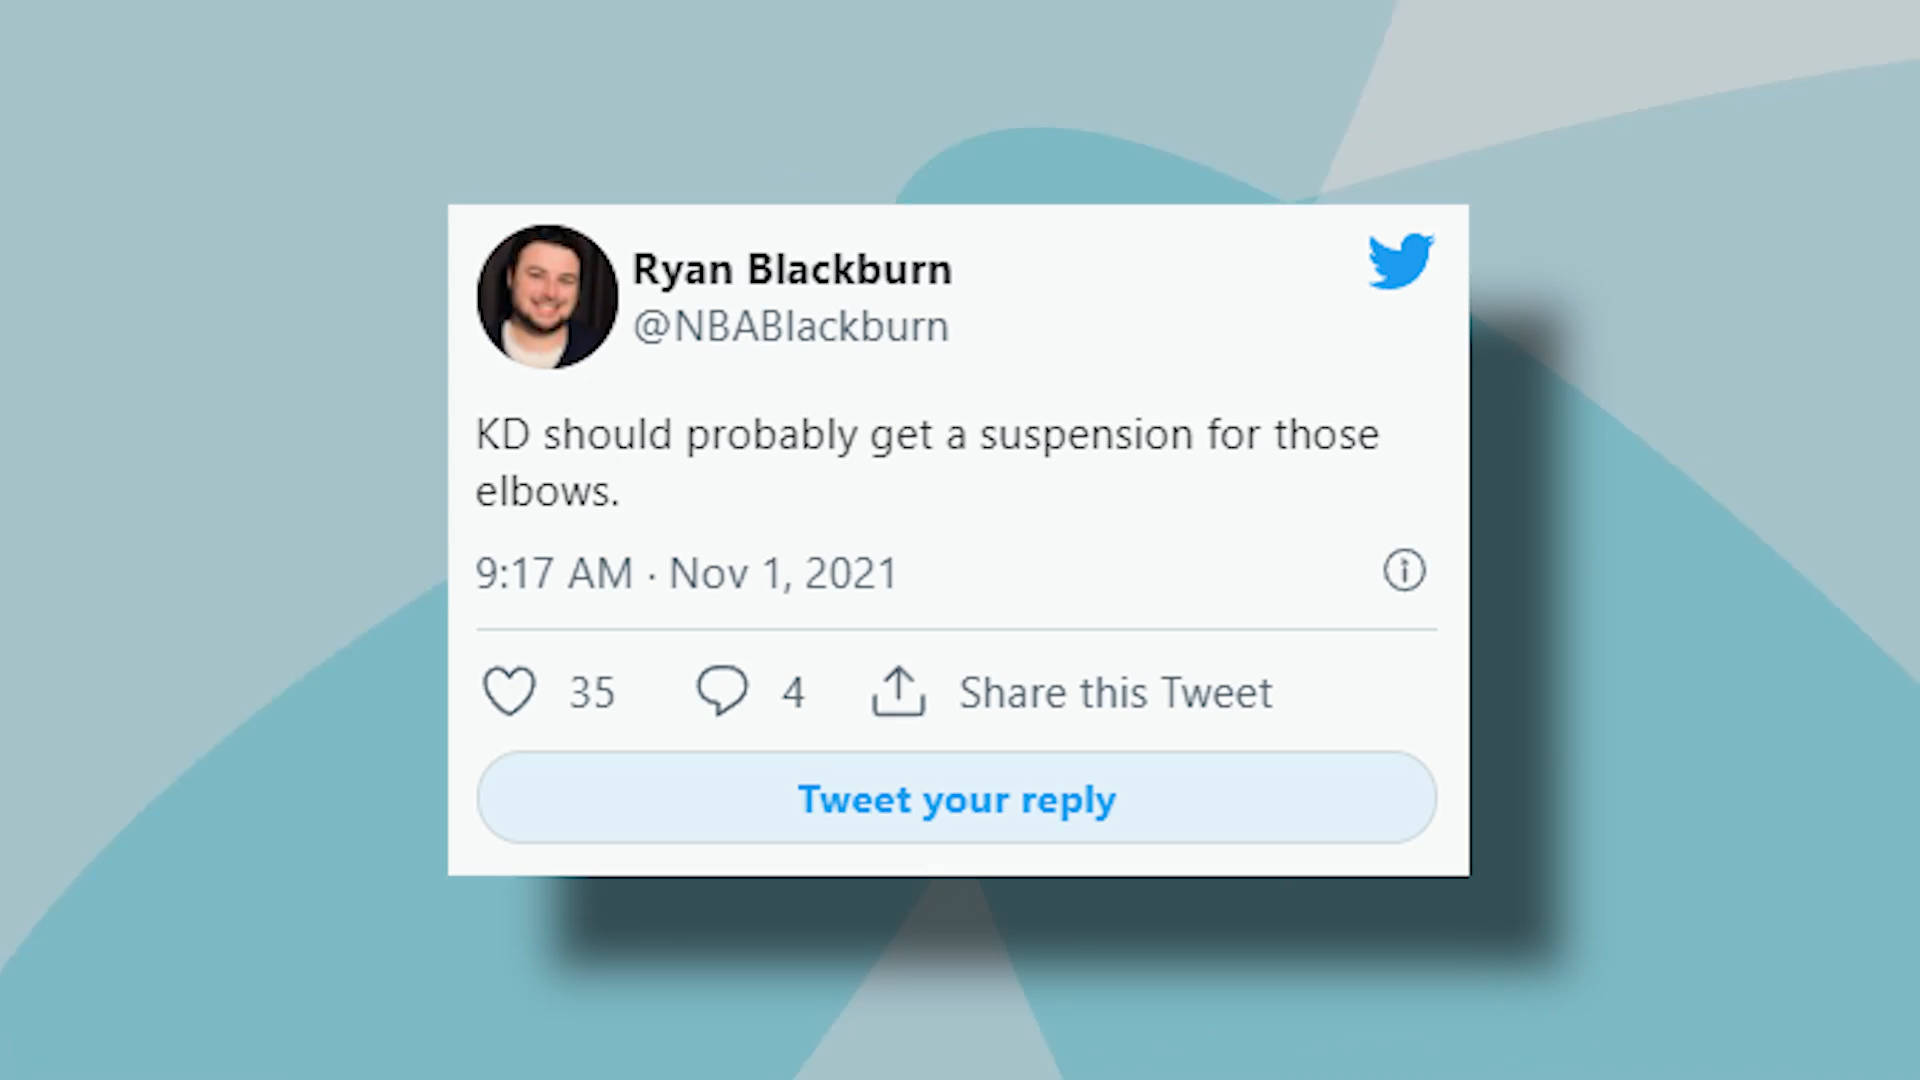 Ryan Blackburn
@NBABlackburn
KD should probably get a suspension for those
elbows.
9:17 AM · Nov 1, 2021
35 4 Share this Tweet
Tweet your reply